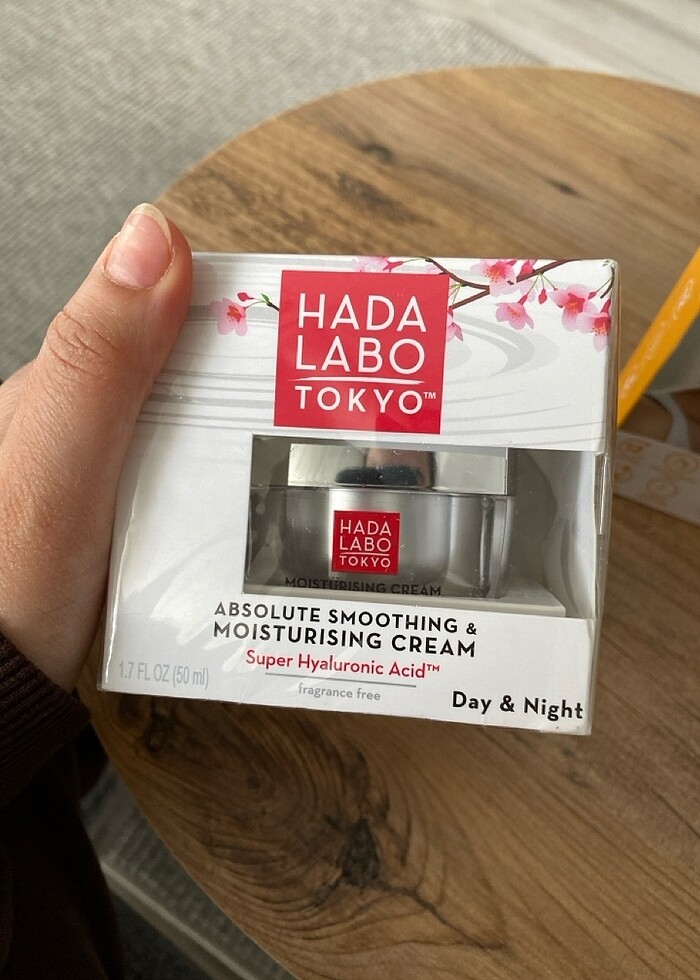 HADA
LABO
TOKYO™
HADA
LABO
TOKYO
MOISTURISING CREAM
ABSOLUTE SMOOTHING &
MOISTURISING CREAM
Super Hyaluronic Acid™
1.7 FL OZ (50 ml)
fragrance free
Day & Night